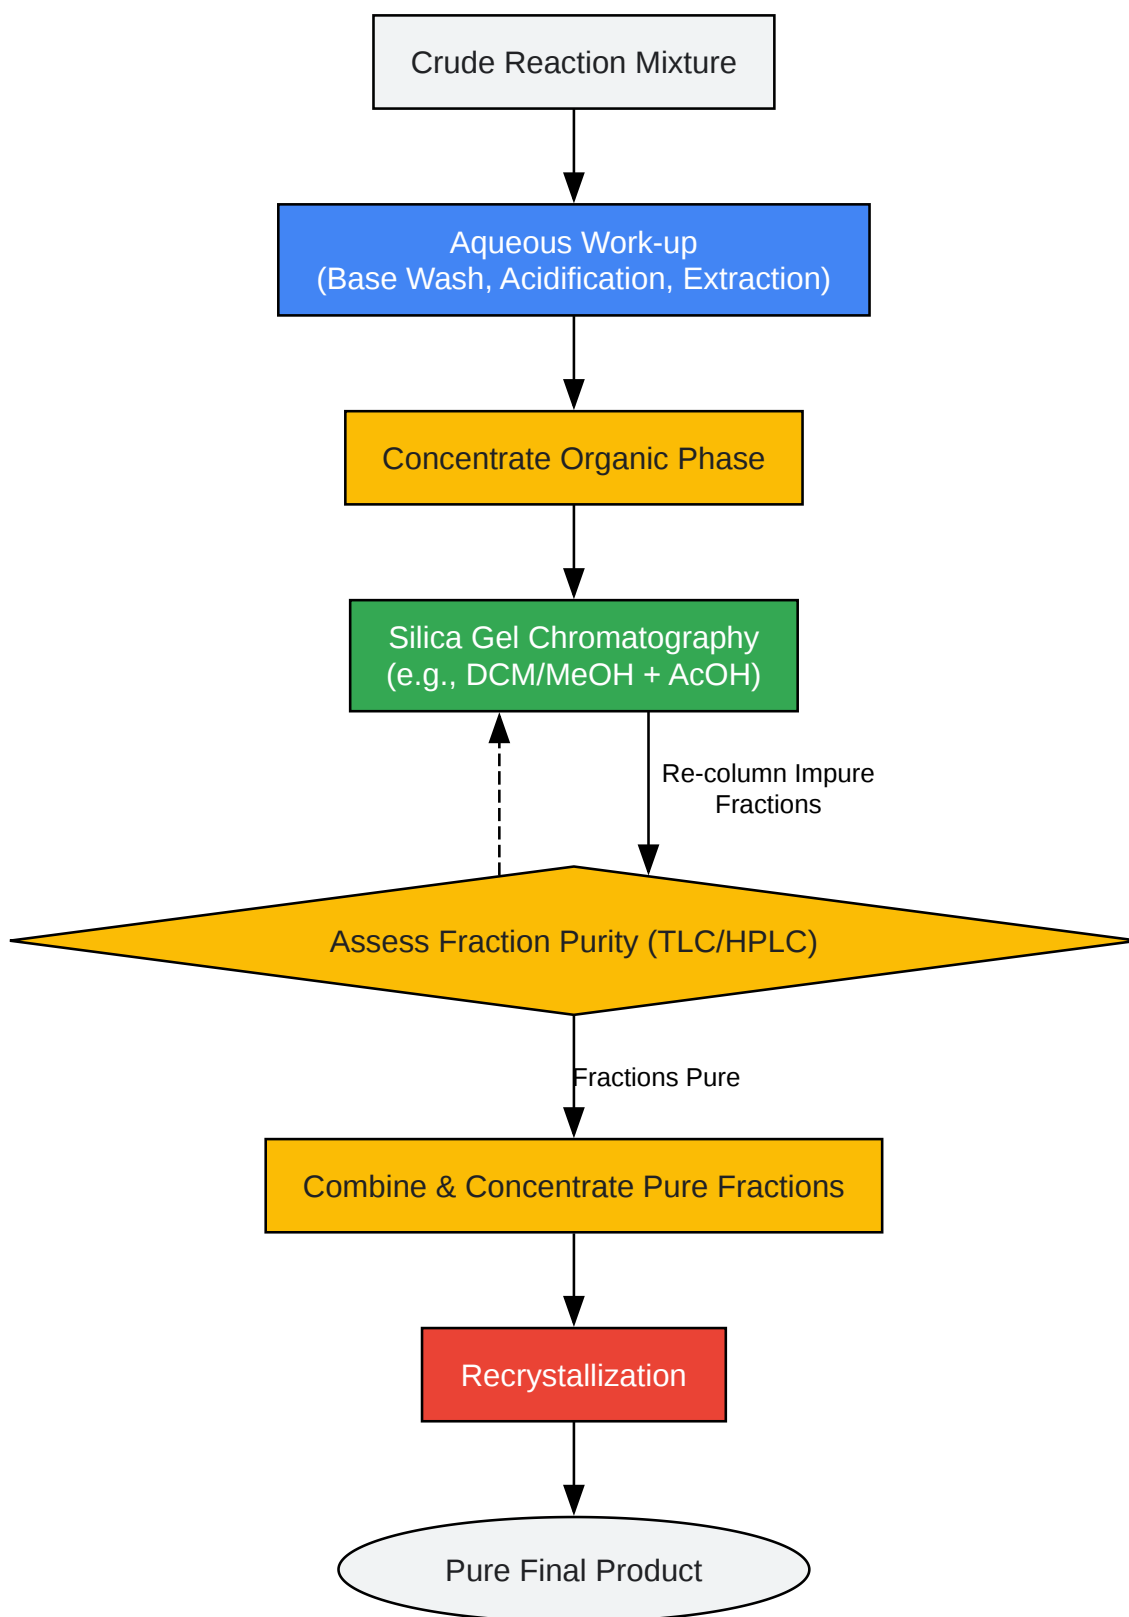 Crude Reaction Mixture
Aqueous Work-up
(Base Wash, Acidification, Extraction)
Concentrate Organic Phase
Silica Gel Chromatography
(e.g., DCM/MeOH + AcOH)
Re-column Impure
Fractions
Assess Fraction Purity (TLC/HPLC)
Fractions Pure
Combine & Concentrate Pure Fractions
Recrystallization
Pure Final Product